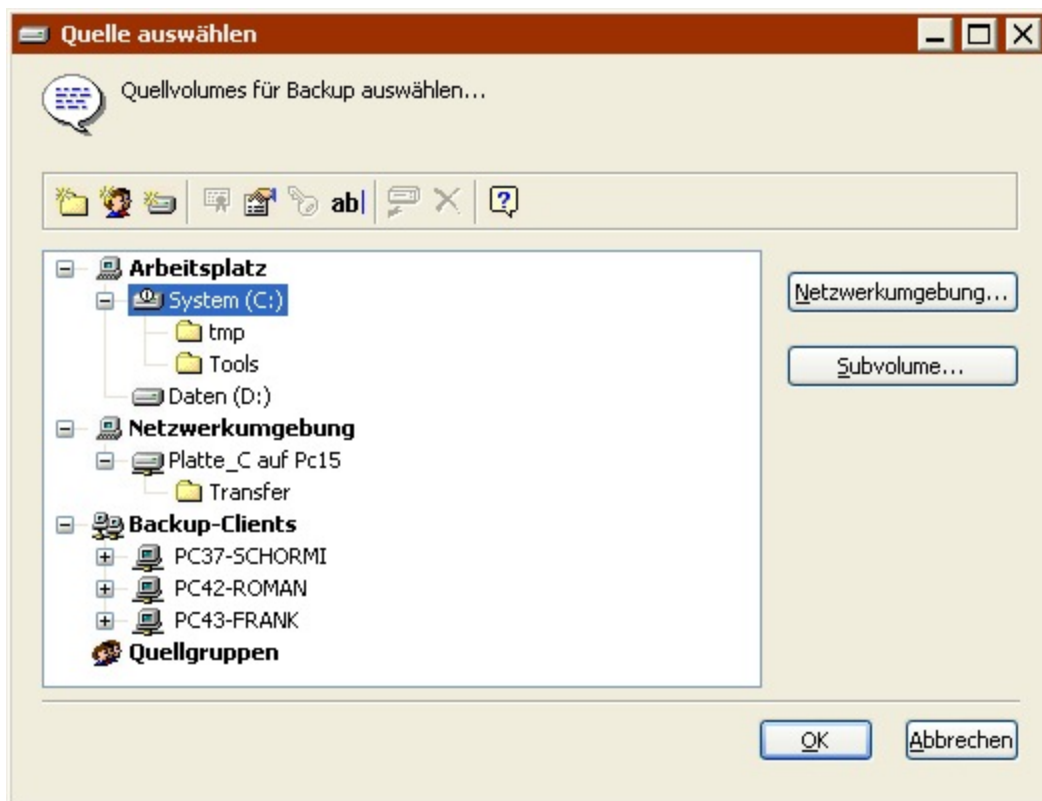 Quelle auswählen
Quellvolumes für Backup auswählen...
ab|
Arbeitsplatz
System (C:)
tmp
Tools
Daten (D:)
Netzwerkumgebung
Platte_C auf Pc15
Transfer
Backup-Clients
PC37-SCHORMI
PC42-ROMAN
PC43-FRANK
Quellgruppen
Netzwerkumgebung...
Subvolume...
OK
Abbrechen